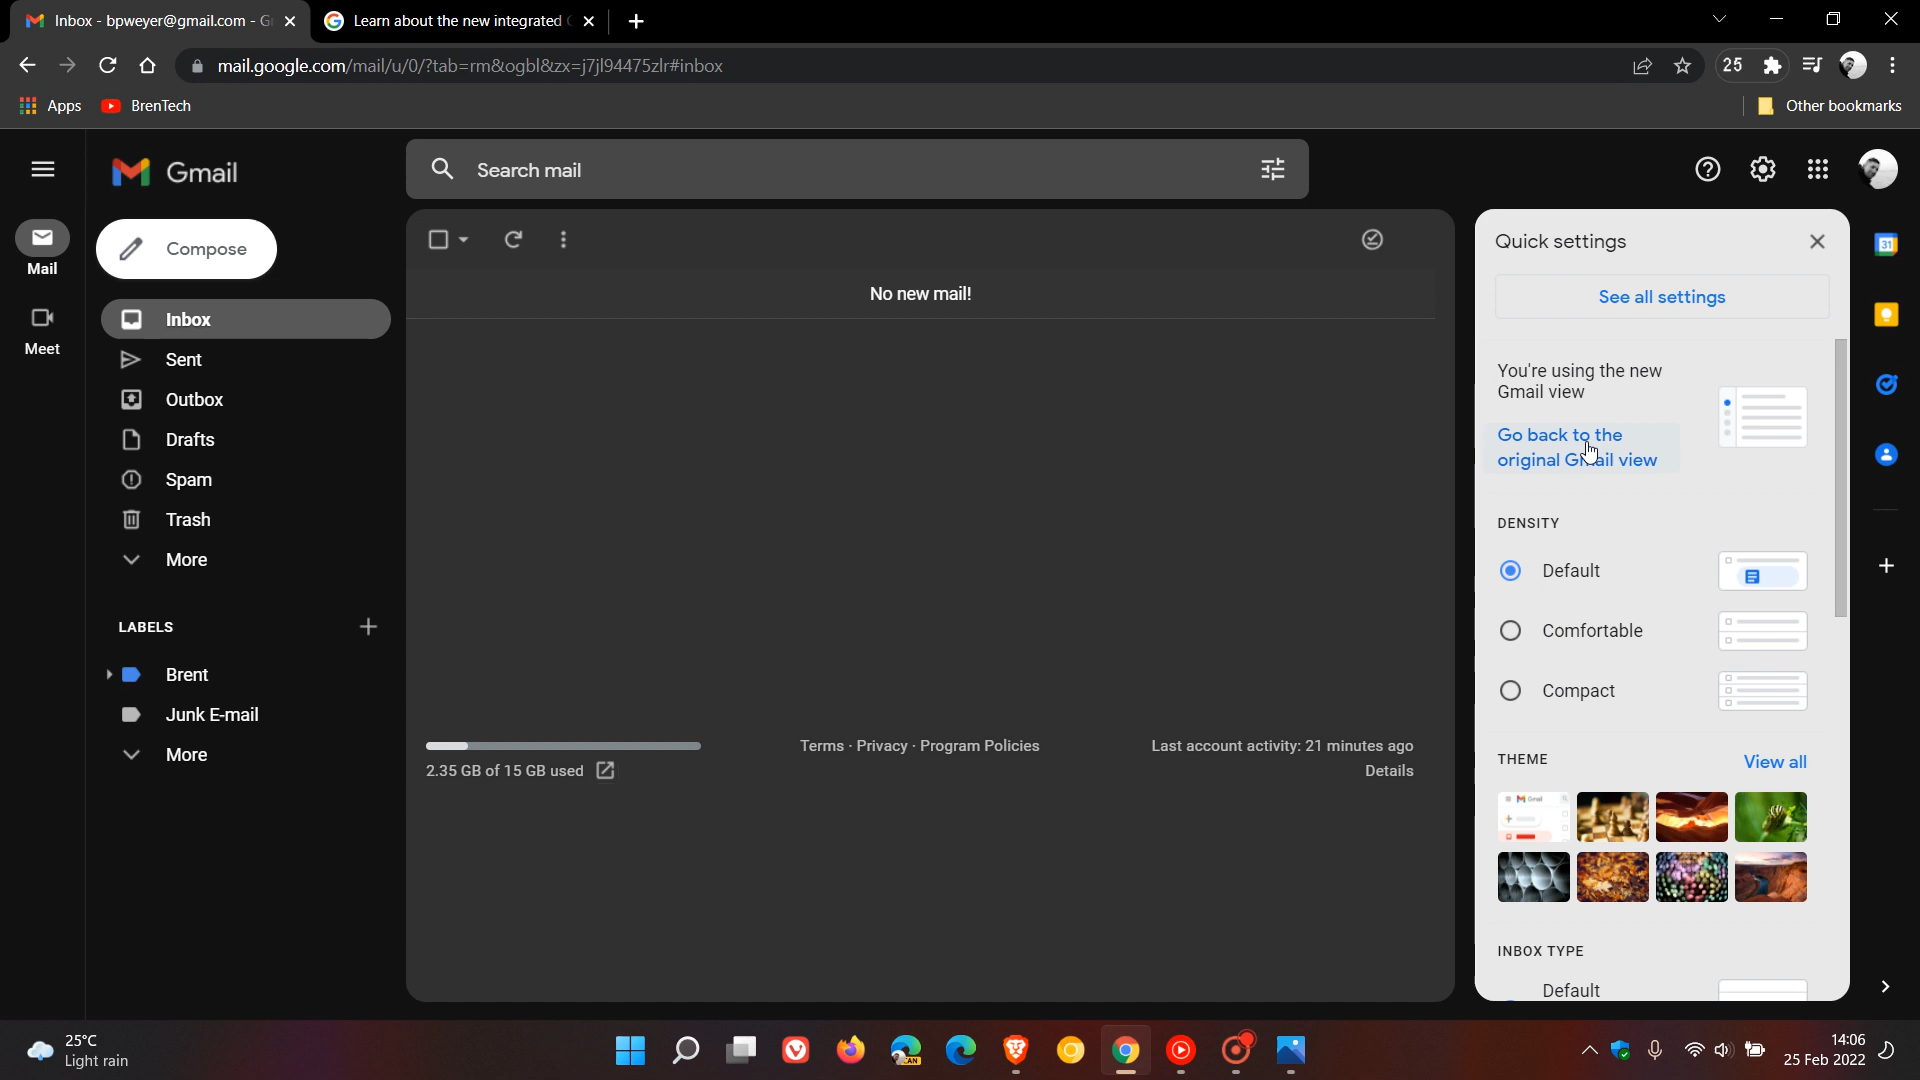 Inbox - bpweyer@gmail.com - G
Learn about the new integrated
mail.google.com/mail/u/0/?tab=rm&ogbl&zx=j7jl94475zlr#inbox
25
Apps
BrenTech
Other bookmarks
Gmail
Search mail
Mail
Meet
Compose
Inbox
Sent
Outbox
Drafts
Spam
Trash
More
LABELS
Brent
Junk E-mail
More
No new mail!
2.35 GB of 15 GB used
Terms · Privacy · Program Policies
Last account activity: 21 minutes ago
Details
Quick settings
See all settings
You're using the new
Gmail view
Go back to the
original Gmail view
DENSITY
Default
Comfortable
Compact
THEME
View all
Gmail
INBOX TYPE
Default
31
25°C
Light rain
CAN
14:06
25 Feb 2022